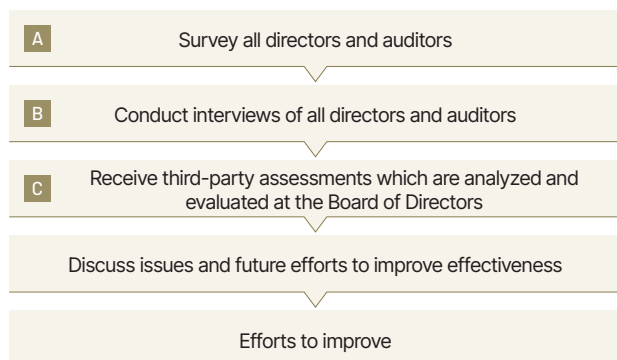 A
Survey all directors and auditors
B
Conduct interviews of all directors and auditors
C
Receive third-party assessments which are analyzed and
evaluated at the Board of Directors
Discuss issues and future efforts to improve effectiveness
Efforts to improve